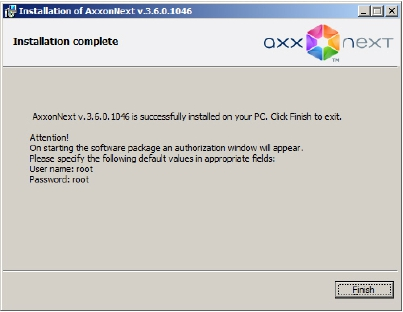 Installation of AxxonNext v.3.6.0.1046
Installation complete
axx next
TM
AxxonNext v.3.6.0.1046 is successfully installed on your PC. Click Finish to exit.
Attention!
On starting the software package an authorization window will appear.
Please specify the following default values in appropriate fields:
User name: root
Password: root
Finish